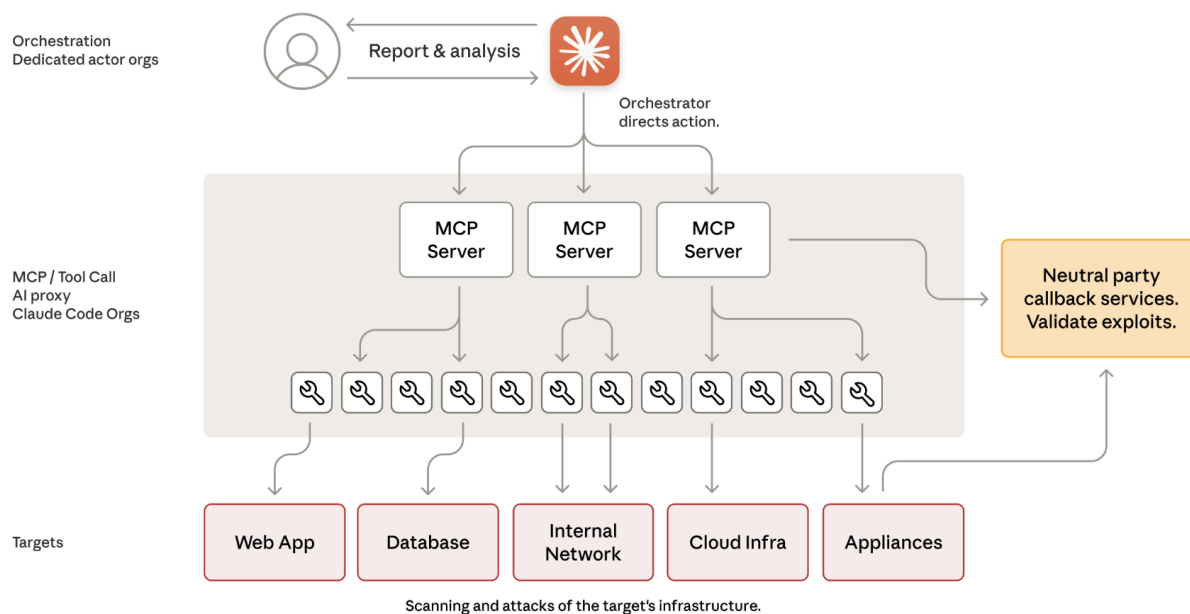 Orchestration
Dedicated actor orgs
Report & analysis
Orchestrator
directs action.
MCP
Server
MCP
Server
MCP
Server
MCP / Tool Call
AI proxy
Claude Code Orgs
Neutral party
callback services.
Validate exploits.
Targets
Web App
Database
Internal
Network
Cloud Infra
Appliances
Scanning and attacks of the target's infrastructure.